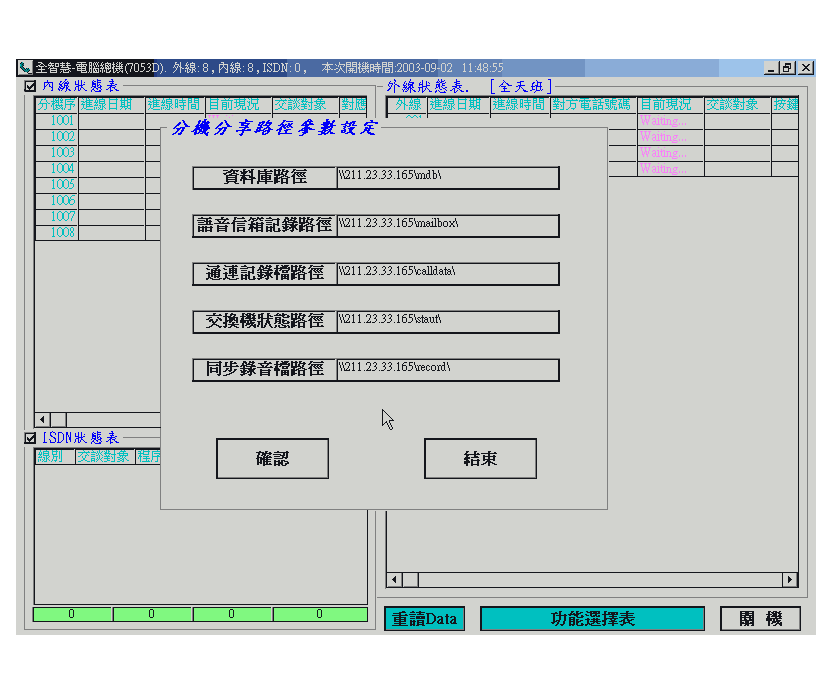 全智慧-電腦總機(7053D). 外線: 8 , 內線: 8 , ISDN: 0 , 本次開機時間:2003-09-02 11:48:55
內線狀態表
外線狀態表. [全天班]
分機序 進線日期 進線時間 目前現況 交談對象 對應
外線 進線日期 進線時間 對方電話號碼 目前現況 交談對象 按鍵
1001
1002
1003
1004
1005
1006
1007
1008
Waiting...
Waiting...
Waiting...
Waiting...
分機分享路徑參數設定
資料庫路徑 \\211.23.33.165\mdb\
語音信箱記錄路徑 \\211.23.33.165\mailbox\
通連記錄檔路徑 \\211.23.33.165\calldata\
交換機狀態路徑 \\211.23.33.165\staut\
同步錄音檔路徑 \\211.23.33.165\record\
確認 結束
ISDN狀態表
線別 交談對象 程序
0 0 0 0
重讀Data 功能選擇表 關 機